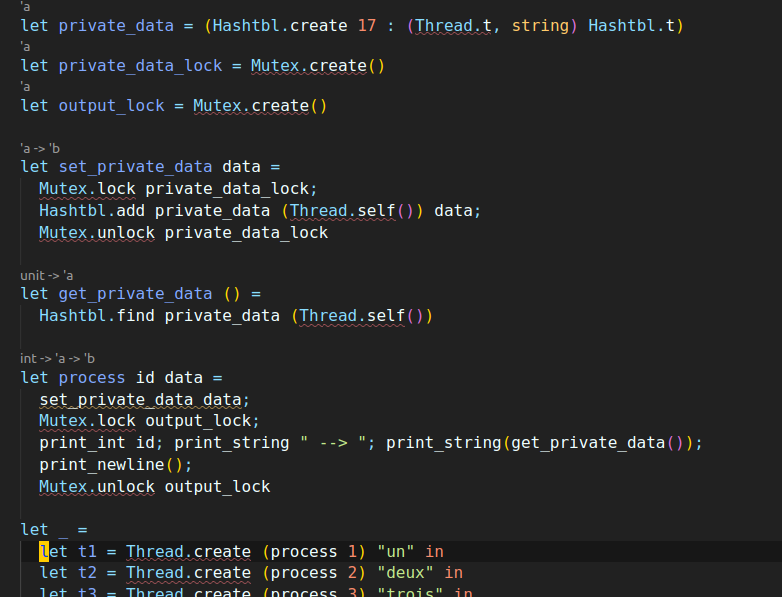 'a
let private_data = (Hashtbl.create 17 : (Thread.t, string) Hashtbl.t)
'a
let private_data_lock = Mutex.create()
'a
let output_lock = Mutex.create()
'a -> 'b
let set_private_data data =
Mutex.lock private_data_lock;
Hashtbl.add private_data (Thread.self()) data;
Mutex.unlock private_data_lock
unit -> 'a
let get_private_data () =
Hashtbl.find private_data (Thread.self())
int -> 'a -> 'b
let process id data =
set_private_data data;
Mutex.lock output_lock;
print_int id; print_string " --> "; print_string(get_private_data());
print_newline();
Mutex.unlock output_lock
let _ =
let t1 = Thread.create (process 1) "un" in
let t2 = Thread.create (process 2) "deux" in
let t3 = Thread.create (process 3) "trois" in